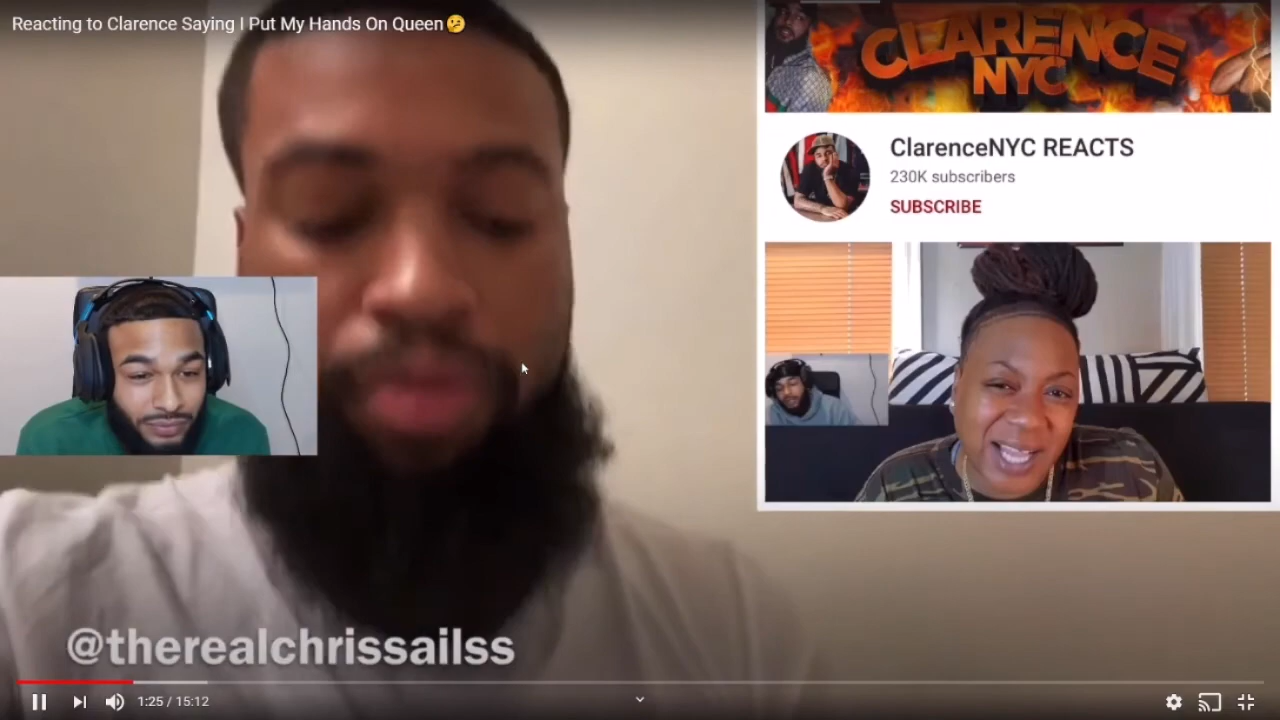 Reacting to Clarence Saying I Put My Hands On Queen🤔
CLARENCE
NYC
ClarenceNYC REACTS
230K subscribers
SUBSCRIBE
@therealchrissailss
1:25 / 15:12